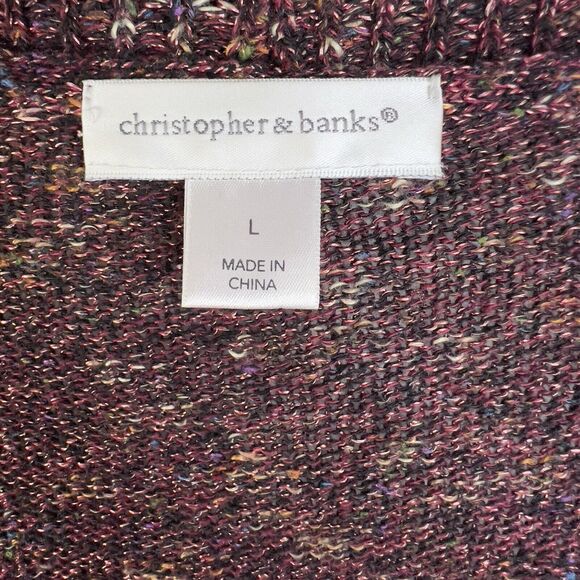 christopher & banks®
L
MADE IN
CHINA